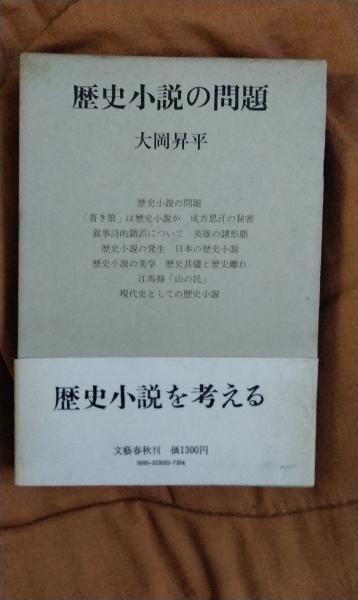 歴史小説の問題
大岡昇平
歴史小説の問題
「蒼き狼」は歴史小説か　成吉思汗の秘密
叙事詩的錯誤について　英雄の諸形態
歴史小説の発生　日本の歴史小説
歴史小説の美学　歴史其儘と歴史離れ
江馬修「山の民」
現代史としての歴史小説
歴史小説を考える
文藝春秋刊　価1300円